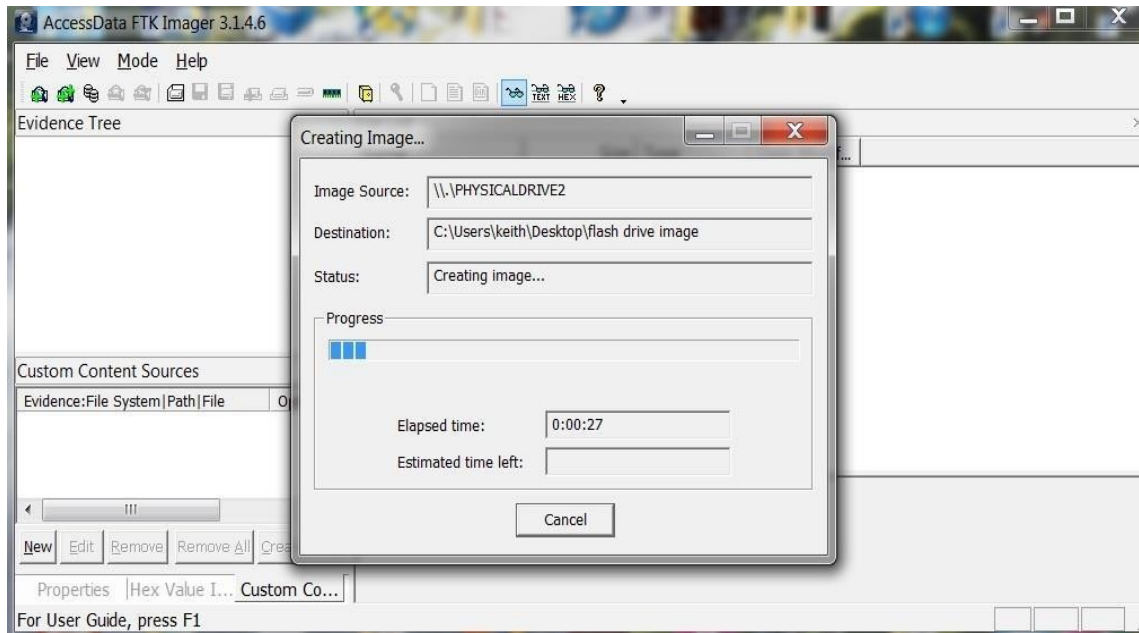 AccessData FTK Imager 3.1.4.6
File View Mode Help
TEXT HEX ?
Evidence Tree
Creating Image...
Image Source: \\.\PHYSICALDRIVE2
Destination: C:\Users\keith\Desktop\flash drive image
Status: Creating image...
Progress
Elapsed time: 0:00:27
Estimated time left:
Cancel
Custom Content Sources
Evidence:File System|Path|File
New Edit Remove Remove All
Properties Hex Value I... Custom Co...
For User Guide, press F1